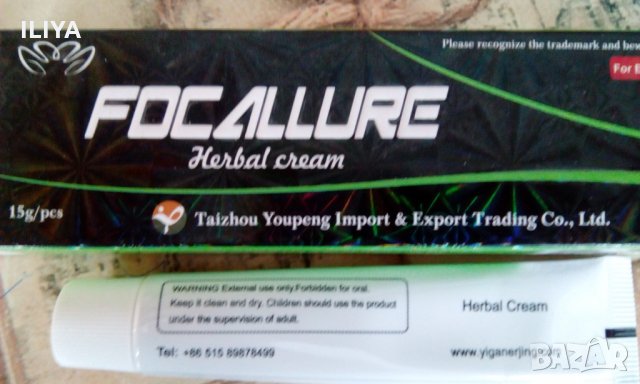 ILIYA
Please recognize the trademark and
For
FOCALLURE
Herbal cream
15g/pcs
Taizhou Youpeng Import & Export Trading Co., Ltd.
WARNING External use only.Forbidden for oral.
Keep it clean and dry. Children should use the product
under the supervision of adult.
Herbal Cream
Tel: +86 515 89878499
www.yiganerjing.com
BAZAR